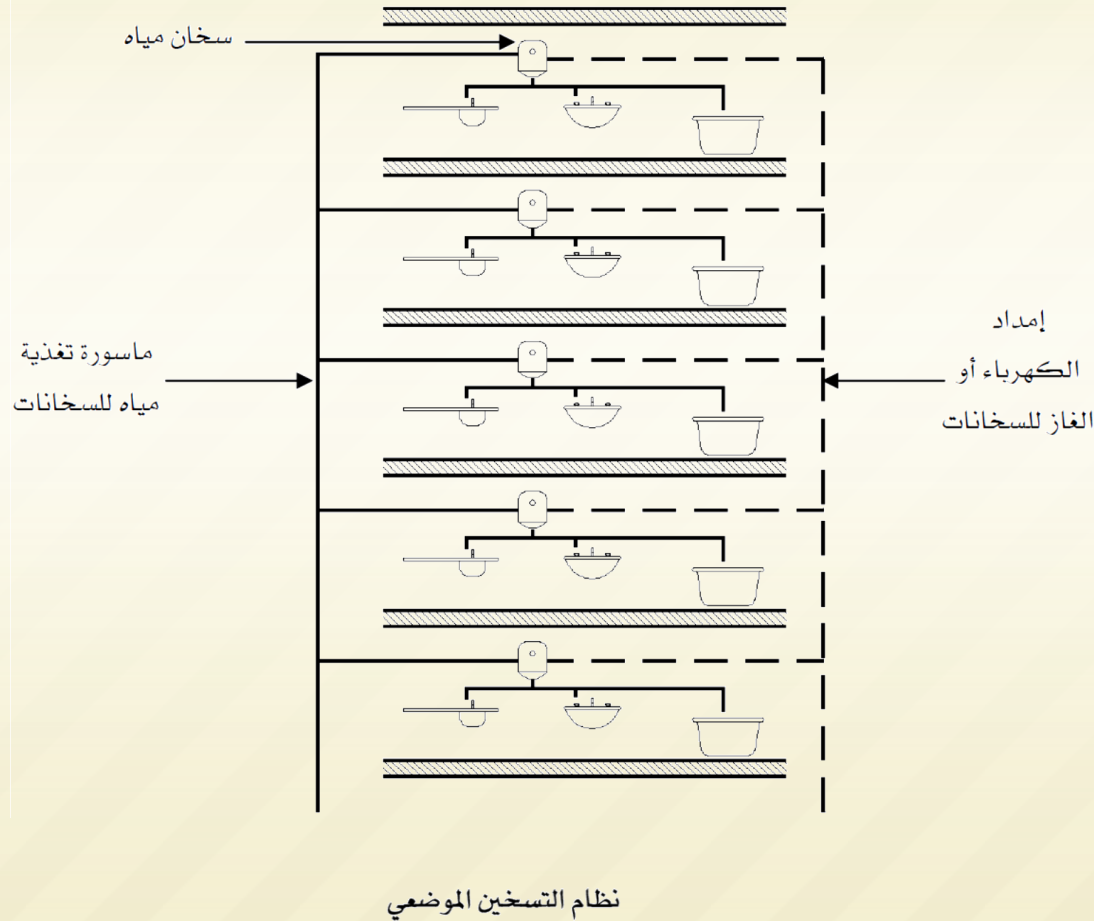 سخان مياه
إمداد
الكهرباء أو
الغاز للسخانات
ماسورة تغذية
مياه للسخانات
نظام التسخين الموضعي